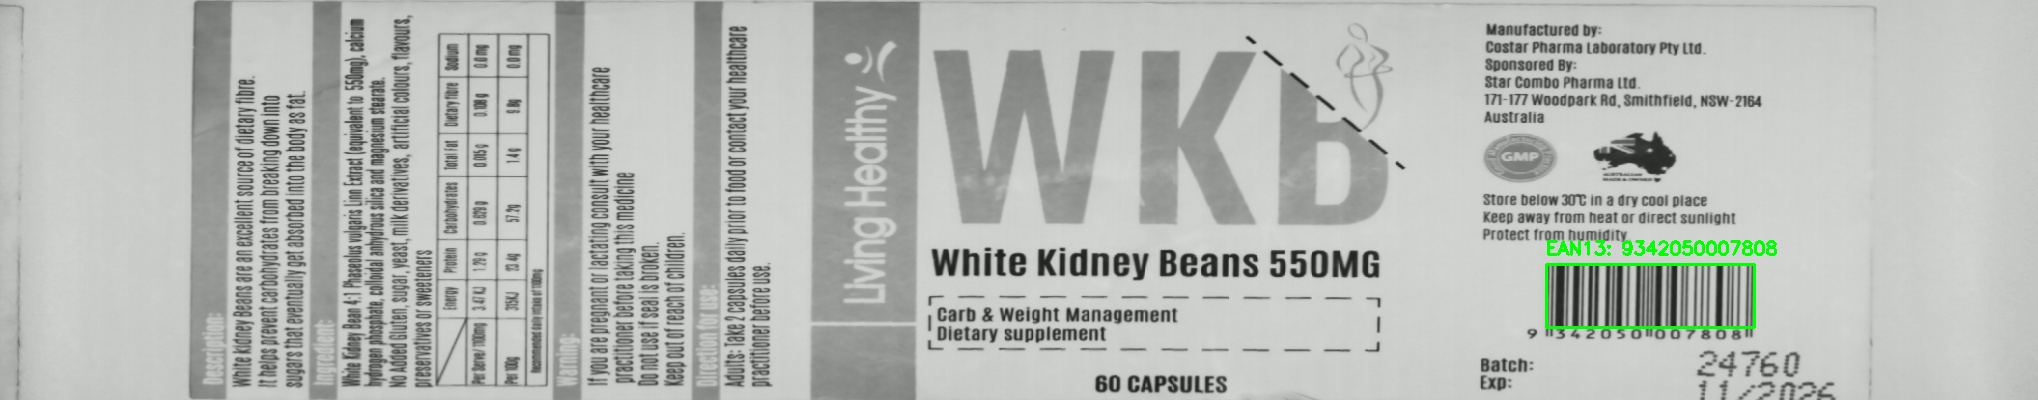 Description:
White Kidney Beans are an excellent source of dietary fibre.
It helps prevent carbohydrates from breaking down into
sugars that eventually get absorbed into the body as fat.
Ingredient:
White Kidney Bean 4:1 Phaseolus vulgaris Linn Extract (equivalent to 550mg), calcium
hydrogen phosphate, colloidal anhydrous silica and magnesium stearate.
No Added Gluten, sugar, yeast, milk derivatives, artificial colours, flavours,
preservatives or sweeteners
Energy Protein Carbohydrates Total Fat Dietary fibre Sodium
Per Serve/ 1100mg 3.47 KJ 1.29 g 0.629 g 0.015 g 0.108 g 0.0 mg
Per 100g 315KJ 23.4g 57.2g 1.4g 9.8g 0.0 mg
Recommended daily intakes of 1100mg
Warning:
If you are pregnant or lactating consult with your healthcare
practitioner before taking this medicine
Do not use if seal is broken.
Keep out of reach of children.
Direction for use:
Adults: Take 2 capsules daily prior to food or contact your healthcare
practitioner before use.
Living Healthy
WKB
White Kidney Beans 550MG
Carb & Weight Management
Dietary supplement
60 CAPSULES
Manufactured by:
Costar Pharma Laboratory Pty Ltd.
Sponsored By:
Star Combo Pharma Ltd.
171-177 Woodpark Rd, Smithfield, NSW-2164
Australia
GMP
AUSTRALIAN
MADE & OWNED
Store below 30°C in a dry cool place
Keep away from heat or direct sunlight
Protect from humidity
EAN13: 9342050007808
9 342050 007808
Batch: 24760
Exp: 11/2026